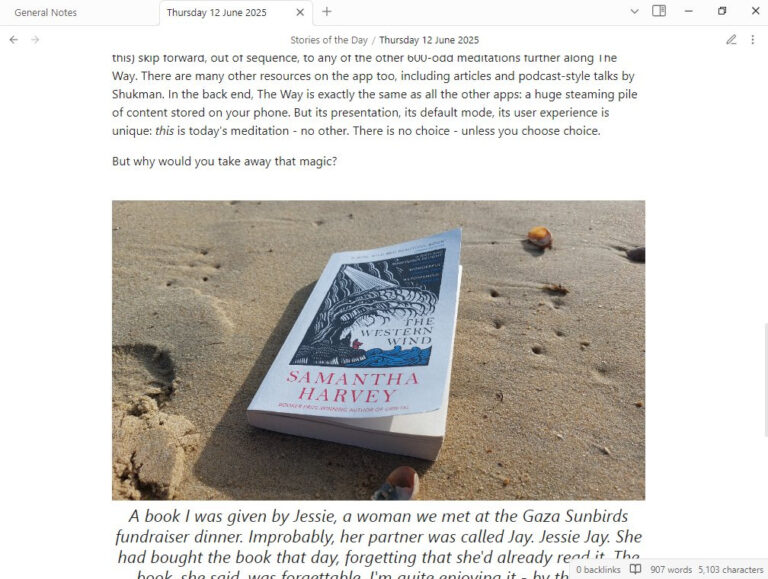 General Notes
Thursday 12 June 2025
Stories of the Day / Thursday 12 June 2025
this) skip forward, out of sequence, to any of the other 600-odd meditations further along The
Way. There are many other resources on the app too, including articles and podcast-style talks by
Shukman. In the back end, The Way is exactly the same as all the other apps: a huge steaming pile
of content stored on your phone. But its presentation, its default mode, its user experience is
unique: this is today's meditation - no other. There is no choice - unless you choose choice.
But why would you take away that magic?
THE
WESTERN
WIND
SAMANTHA
HARVEY
BOOKER PRIZE-WINNING AUTHOR OF ORBITAL
A book I was given by Jessie, a woman we met at the Gaza Sunbirds
fundraiser dinner. Improbably, her partner was called Jay. Jessie Jay. She
had bought the book that day, forgetting that she'd already read it. The
book, she said, was forgettable. I'm quite enjoying it - by th
0 backlinks 907 words 5,103 characters